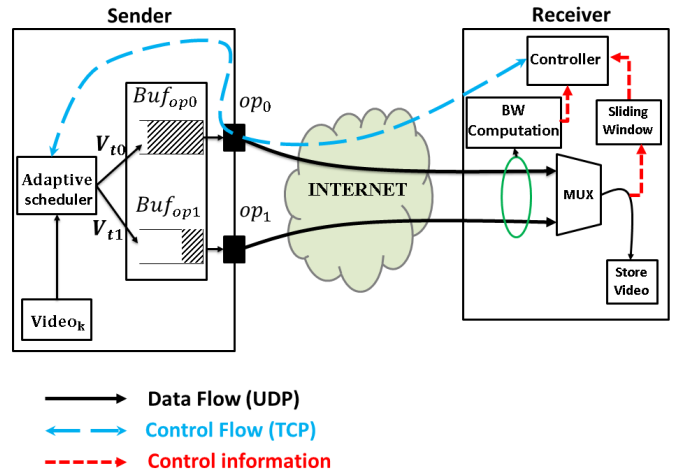 Sender
Receiver
Controller
Buf_op0
op_0
BW
Computation
Sliding
Window
V_t0
INTERNET
Adaptive
scheduler
Buf_op1
op_1
MUX
V_t1
Store
Video
Video_k
Data Flow (UDP)
Control Flow (TCP)
Control information